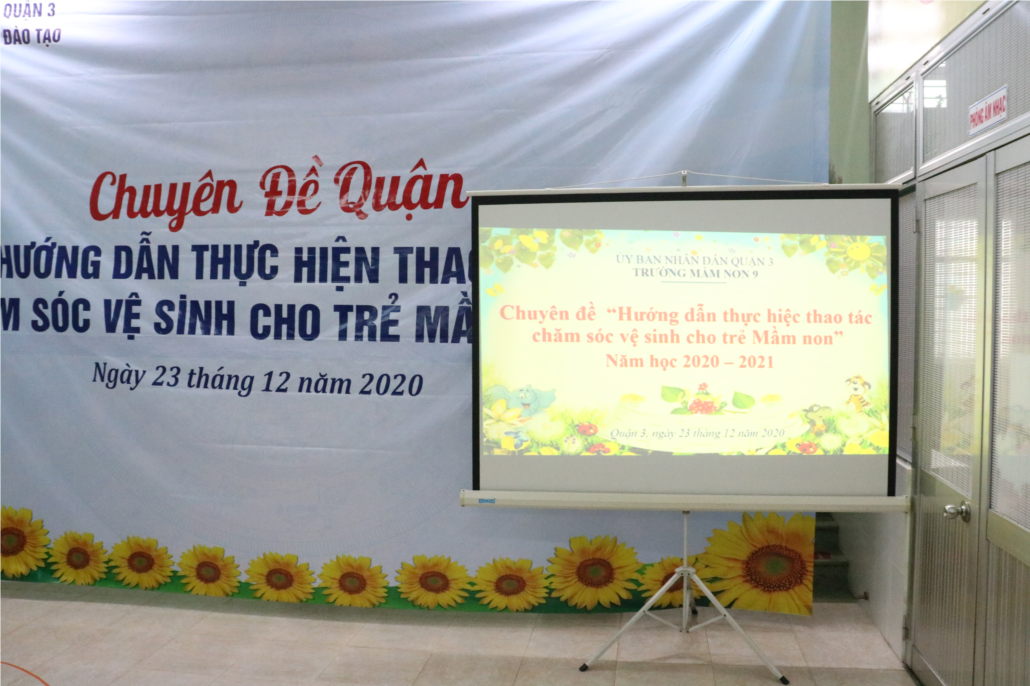 QUẬN 3
ĐÀO TẠO
Chuyên Đề Quận
HƯỚNG DẪN THỰC HIỆN THAO
SÓC VỆ SINH CHO TRẺ MẦ
Ngày 23 tháng 12 năm 2020
ỦY BAN NHÂN DÂN QUẬN 3
TRƯỜNG MẦM NON 9
Chuyên đề “Hướng dẫn thực hiệc thao tác
chăm sóc vệ sinh cho trẻ Mầm non”
Năm học 2020 – 2021
Quận 3, ngày 23 tháng 12 năm 2020
PHÒNG ÂM NHẠC